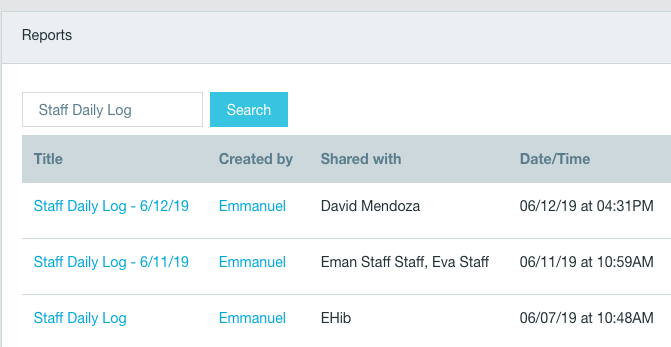 Reports
Staff Daily Log Search
Title Created by Shared with Date/Time
Staff Daily Log - 6/12/19 Emmanuel David Mendoza 06/12/19 at 04:31PM
Staff Daily Log - 6/11/19 Emmanuel Eman Staff Staff, Eva Staff 06/11/19 at 10:59AM
Staff Daily Log Emmanuel EHib 06/07/19 at 10:48AM